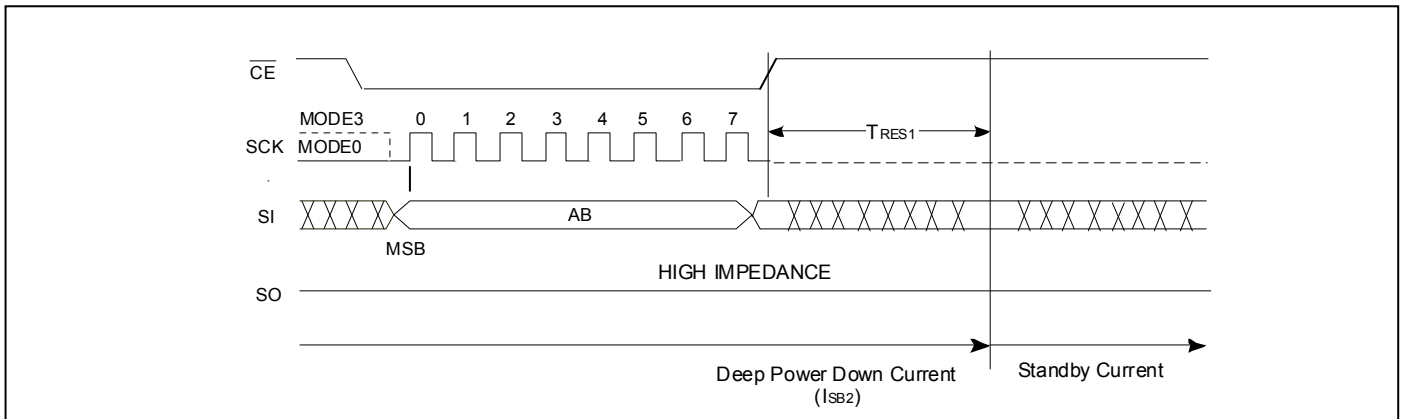 CE
MODE3 0 1 2 3 4 5 6 7
SCK MODE0 TRES1
SI AB
MSB
HIGH IMPEDANCE
SO
Deep Power Down Current Standby Current
(ISB2)